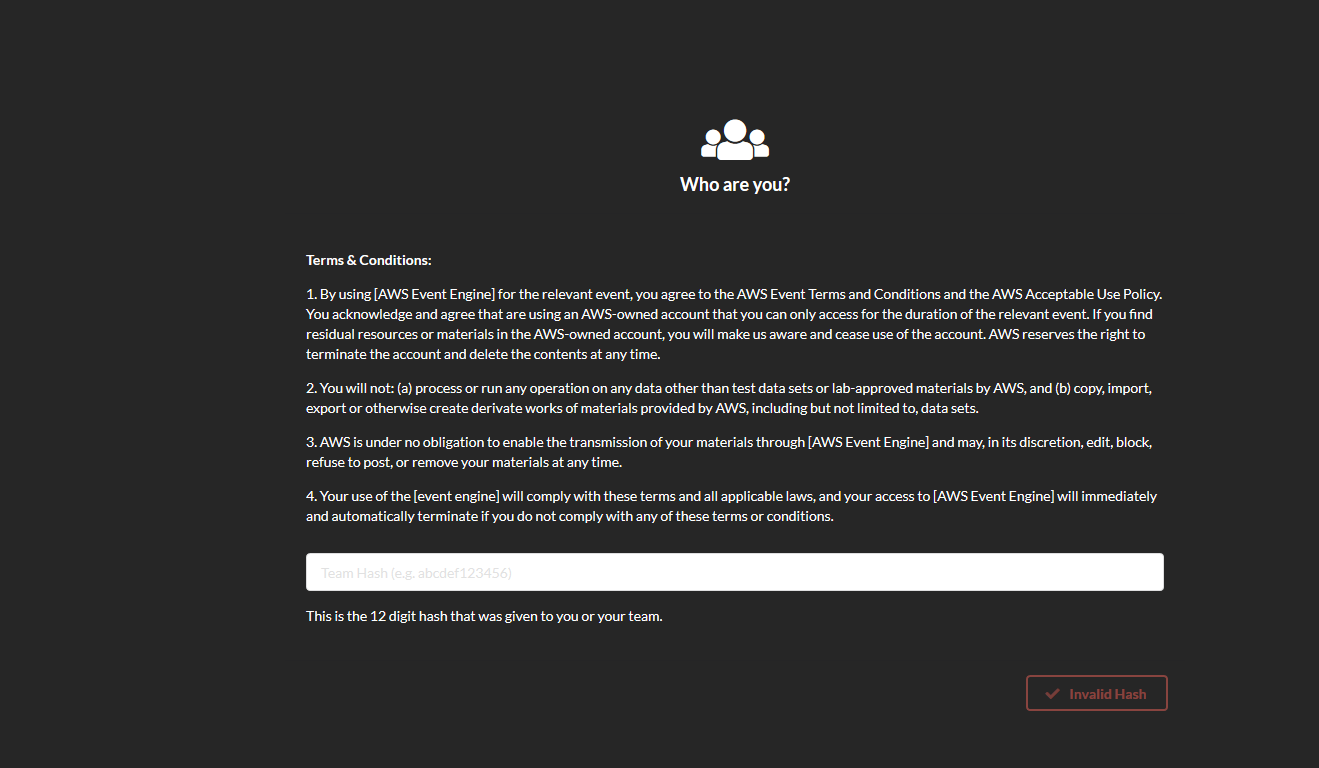 Who are you?
Terms & Conditions:
1. By using [AWS Event Engine] for the relevant event, you agree to the AWS Event Terms and Conditions and the AWS Acceptable Use Policy.
You acknowledge and agree that are using an AWS-owned account that you can only access for the duration of the relevant event. If you find
residual resources or materials in the AWS-owned account, you will make us aware and cease use of the account. AWS reserves the right to
terminate the account and delete the contents at any time.
2. You will not: (a) process or run any operation on any data other than test data sets or lab-approved materials by AWS, and (b) copy, import,
export or otherwise create derivate works of materials provided by AWS, including but not limited to, data sets.
3. AWS is under no obligation to enable the transmission of your materials through [AWS Event Engine] and may, in its discretion, edit, block,
refuse to post, or remove your materials at any time.
4. Your use of the [event engine] will comply with these terms and all applicable laws, and your access to [AWS Event Engine] will immediately
and automatically terminate if you do not comply with any of these terms or conditions.
Team Hash (e.g. abcdef123456)
This is the 12 digit hash that was given to you or your team.
Invalid Hash